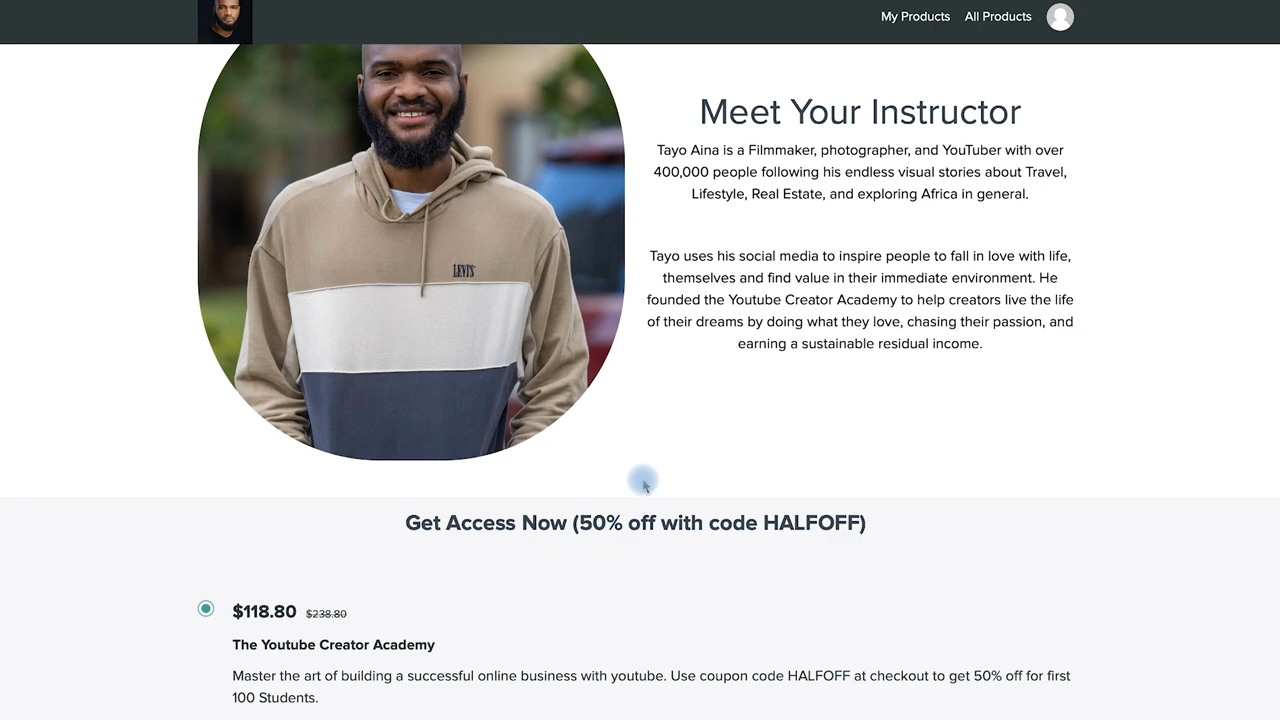 My Products All Products
Meet Your Instructor
Tayo Aina is a Filmmaker, photographer, and YouTuber with over
400,000 people following his endless visual stories about Travel,
Lifestyle, Real Estate, and exploring Africa in general.
Tayo uses his social media to inspire people to fall in love with life,
themselves and find value in their immediate environment. He
founded the Youtube Creator Academy to help creators live the life
of their dreams by doing what they love, chasing their passion, and
earning a sustainable residual income.
LEVI'S
Get Access Now (50% off with code HALFOFF)
$118.80 $238.80
The Youtube Creator Academy
Master the art of building a successful online business with youtube. Use coupon code HALFOFF at checkout to get 50% off for first
100 Students.